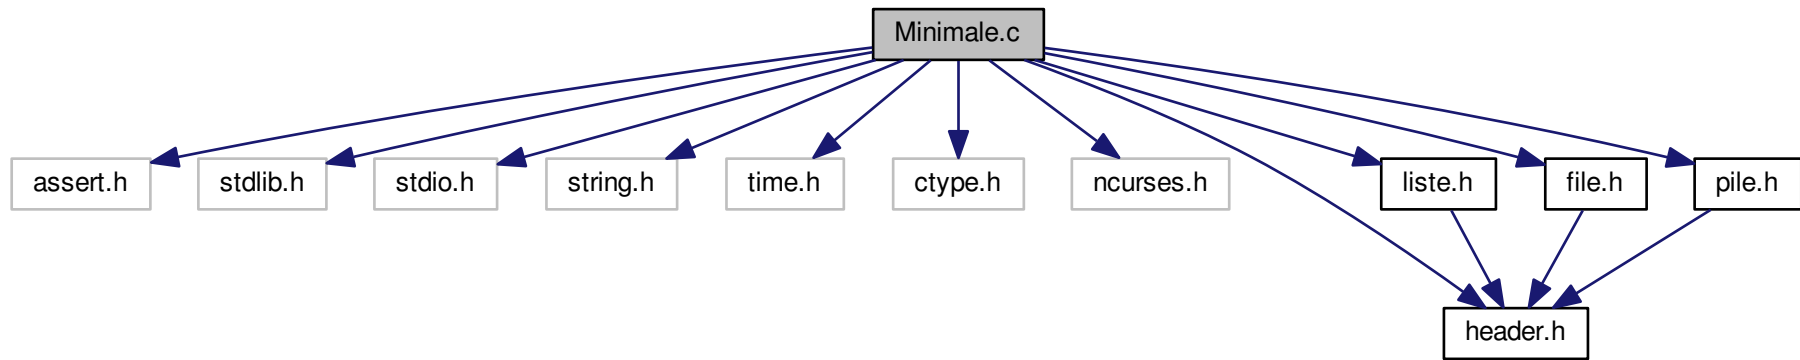 Minimale.c
assert.h
stdlib.h
stdio.h
string.h
time.h
ctype.h
ncurses.h
liste.h
file.h
pile.h
header.h